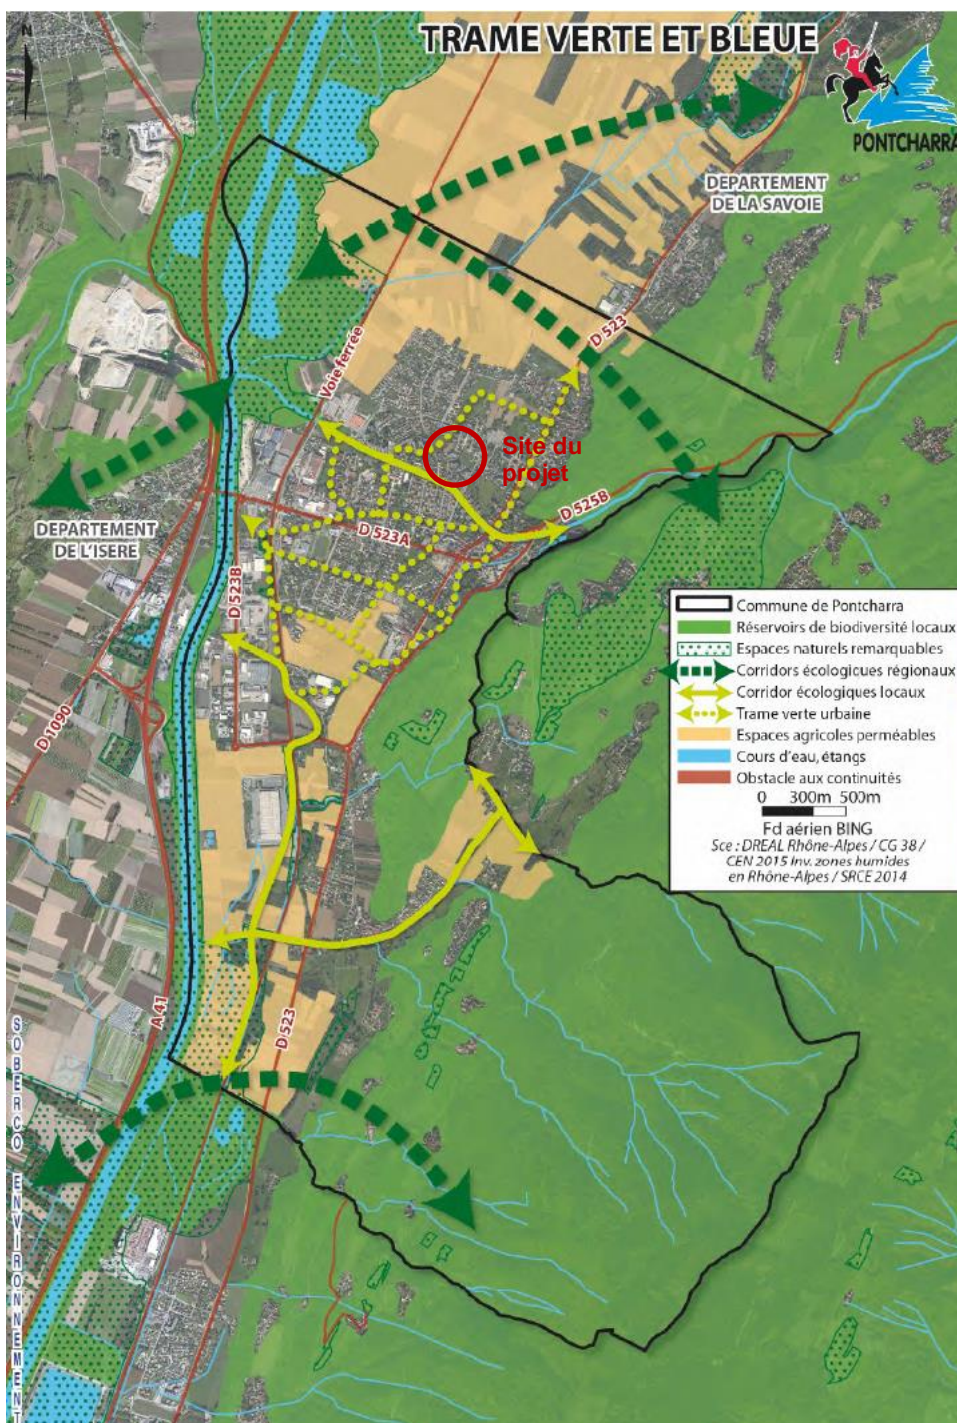 N
TRAME VERTE ET BLEUE
PONTCHARRA
DEPARTEMENT
DE LA SAVOIE
D 523
Voie ferrée
Site du
projet
DEPARTEMENT
DE L'ISERE
D 525B
D 523A
D 523B
D 1090
Commune de Pontcharra
Réservoirs de biodiversité locaux
Espaces naturels remarquables
Corridors écologicues régionaux
Corridor écologiques locaux
Trame verte urbaine
Espaces agricoles perméables
Cours d'eau, étangs
Obstacle aux continuités
0 300m 500m
Fd aérien BING
Sce : DREAL Rhône-Alpes / CG 38 /
CEN 2015 Inv. zones humides
en Rhône-Alpes / SRCE 2014
A 41
D 523
SOBERCO ENVIRONNEMENT